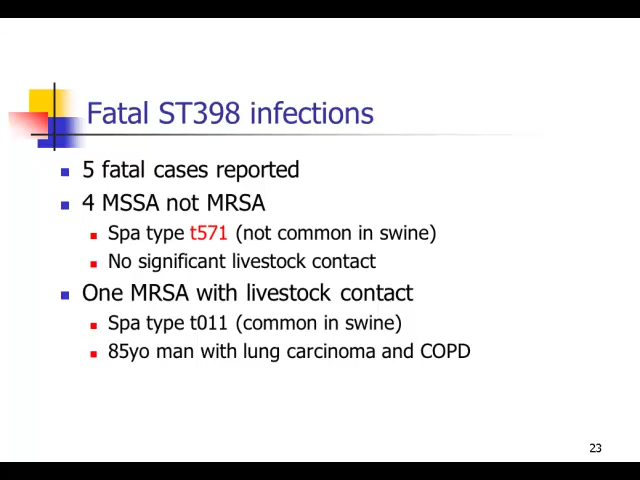 Fatal ST398 infections
5 fatal cases reported
4 MSSA not MRSA
Spa type t571 (not common in swine)
No significant livestock contact
One MRSA with livestock contact
Spa type t011 (common in swine)
85yo man with lung carcinoma and COPD
23